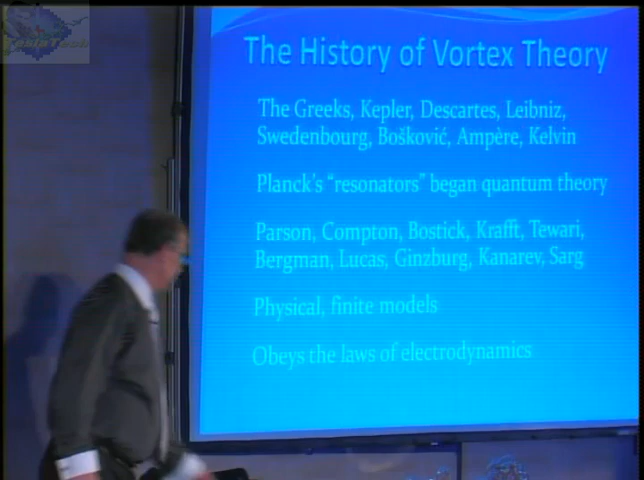 TeslaTech
The History of Vortex Theory
The Greeks, Kepler, Descartes, Leibniz,
Swedenbourg, Bošković, Ampère, Kelvin
Planck's "resonators" began quantum theory
Parson, Compton, Bostick, Krafft, Tewari,
Bergman, Lucas, Ginzburg, Kanarev, Sarg
Physical, finite models
Obeys the laws of electrodynamics